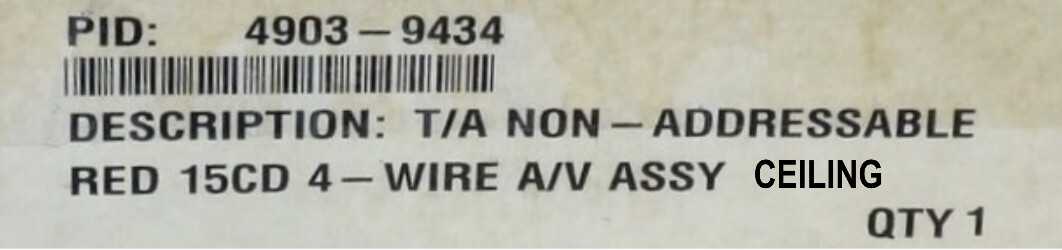 PID: 4903-9434
DESCRIPTION: T/A NON-ADDRESSABLE
RED 15CD 4-WIRE A/V ASSY CEILING
QTY 1